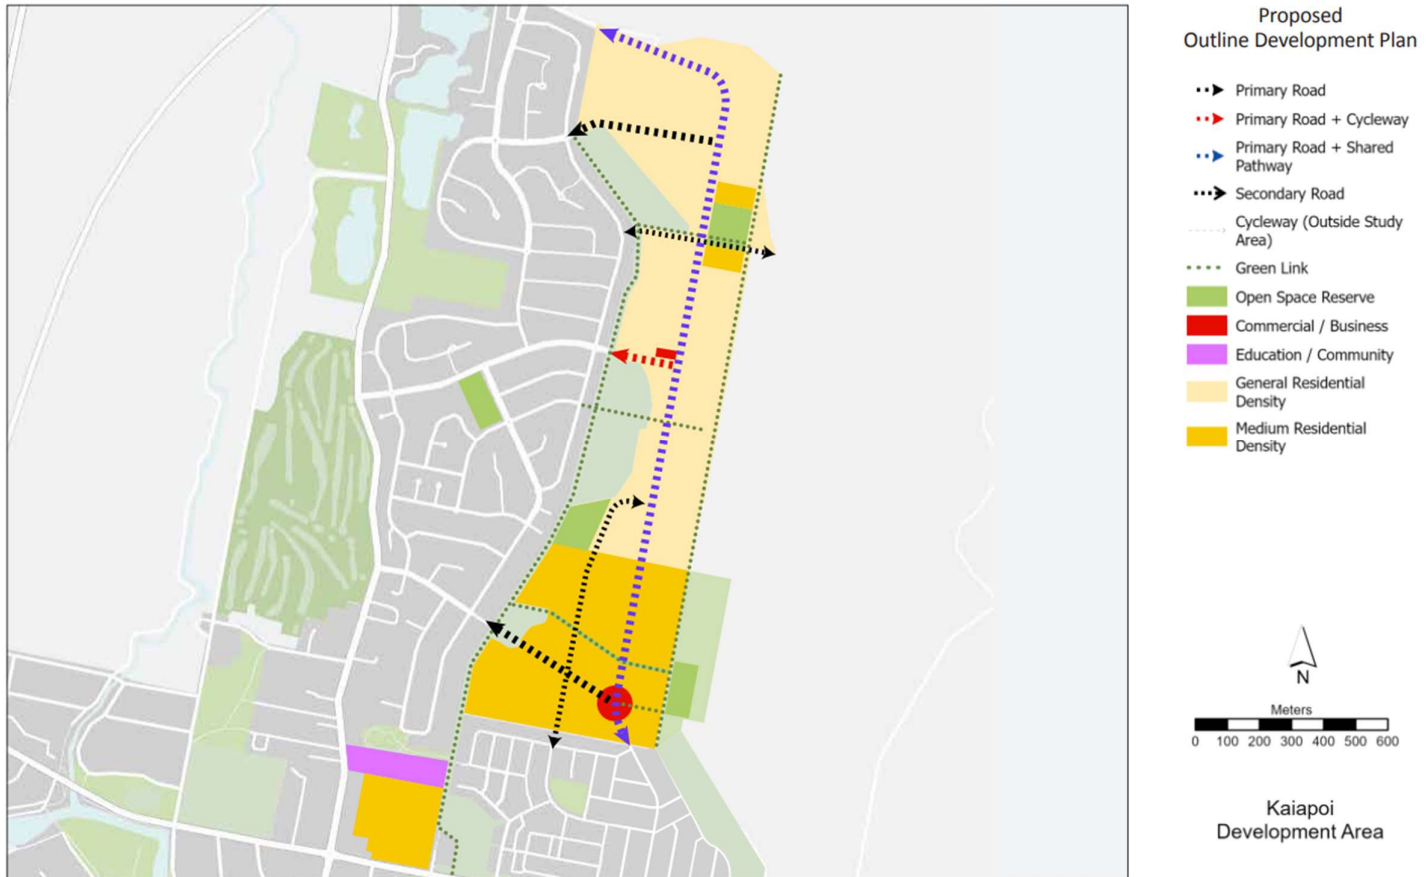 Proposed
Outline Development Plan
Primary Road
Primary Road + Cycleway
Primary Road + Shared
Pathway
Secondary Road
Cycleway (Outside Study
Area)
Green Link
Open Space Reserve
Commercial / Business
Education / Community
General Residential
Density
Medium Residential
Density
N
Meters
0 100 200 300 400 500 600
Kaiapoi
Development Area